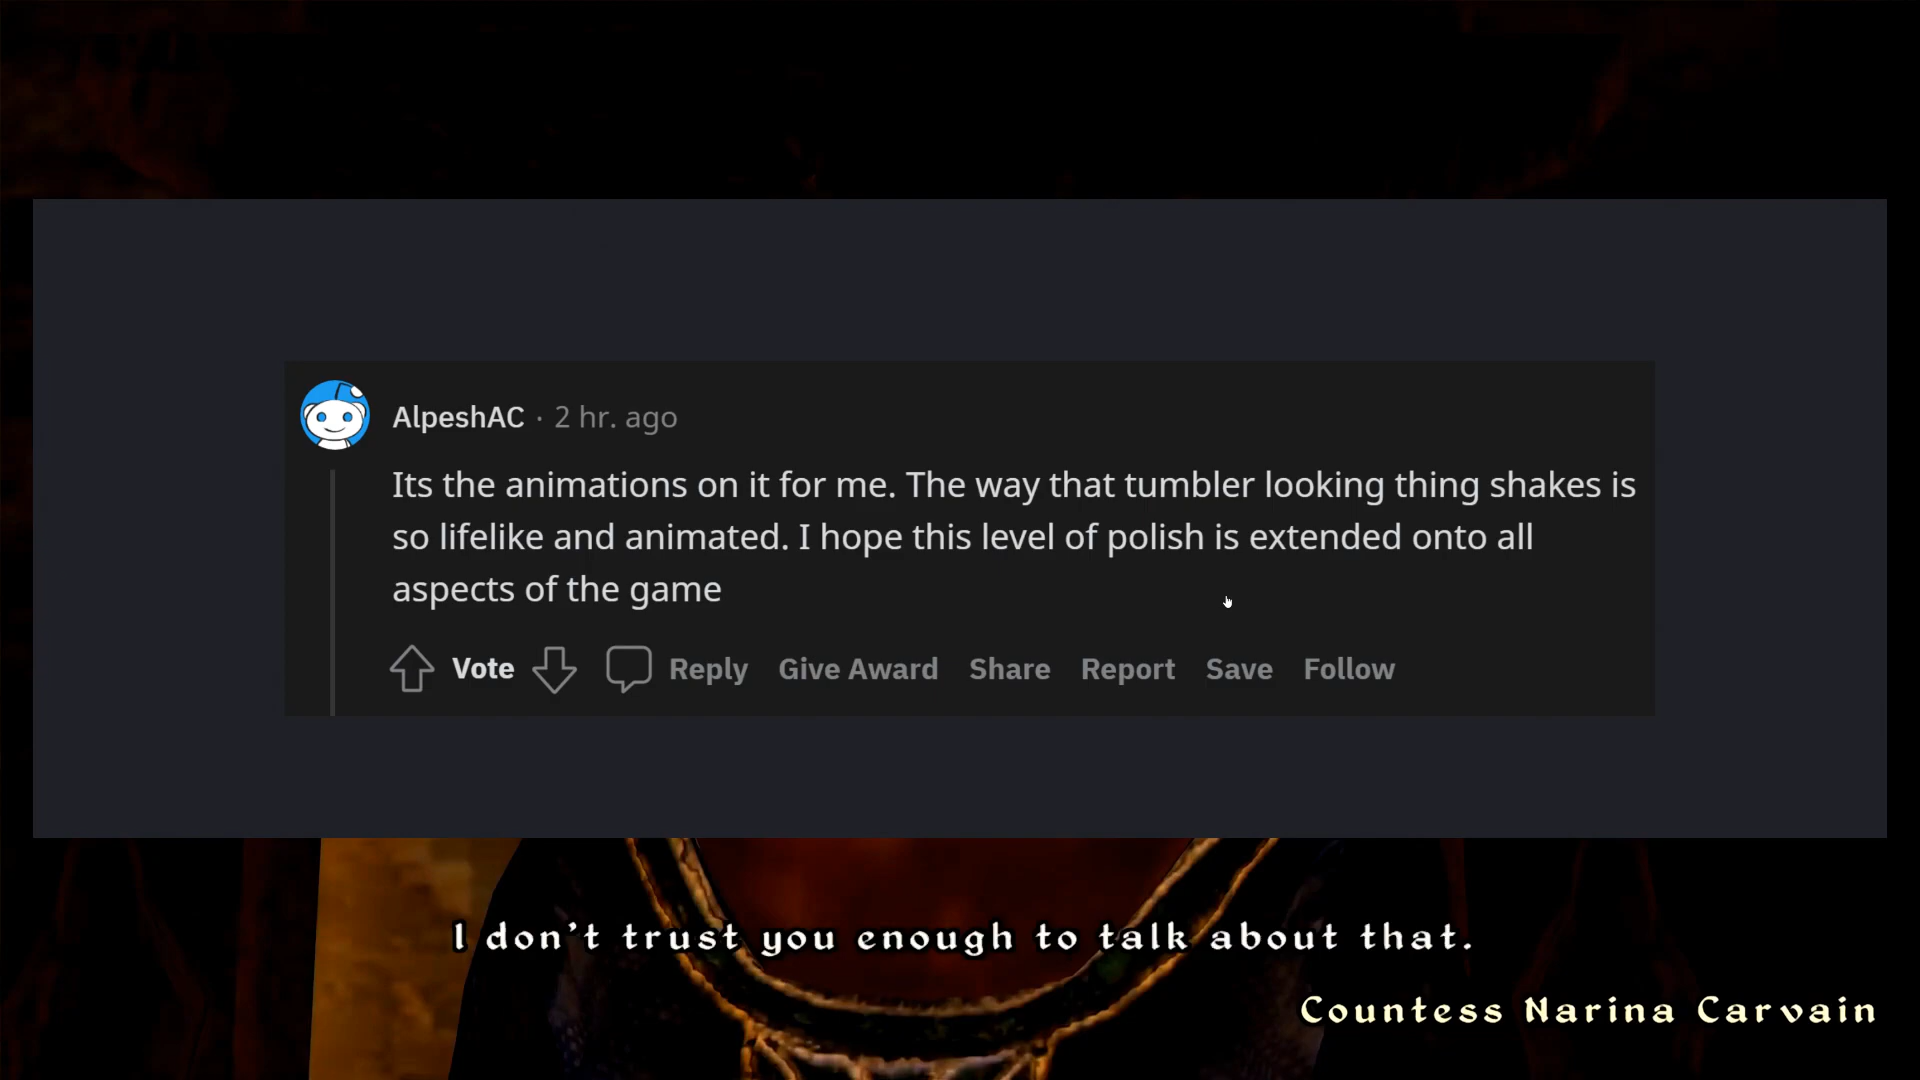 AlpeshAC · 2 hr. ago
Its the animations on it for me. The way that tumbler looking thing shakes is
so lifelike and animated. I hope this level of polish is extended onto all
aspects of the game
Vote Reply Give Award Share Report Save Follow
I don't trust you enough to talk about that.
Countess Narina Carvain